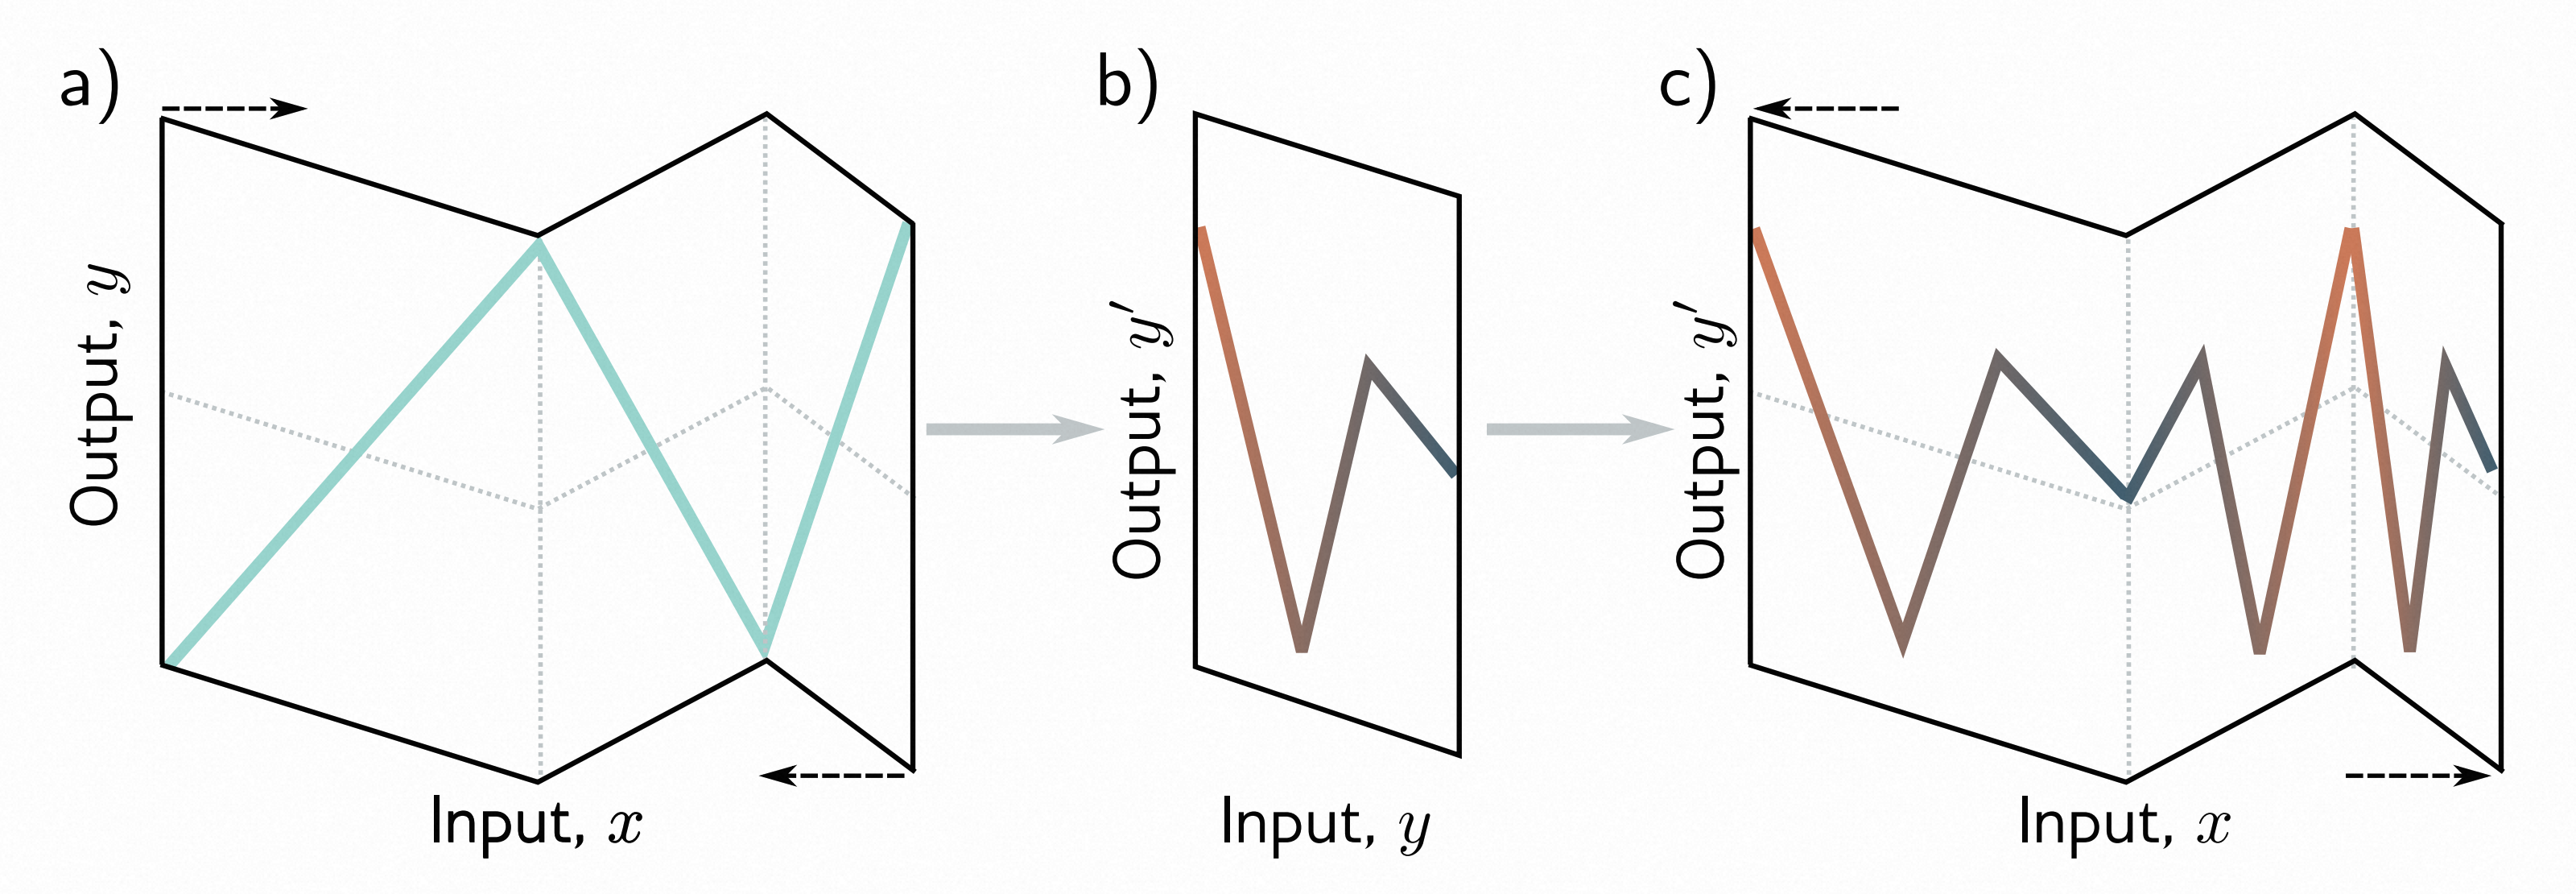 a)
Output, y
Input, x
b)
Output, y′
Input, y
c)
Output, y′
Input, x